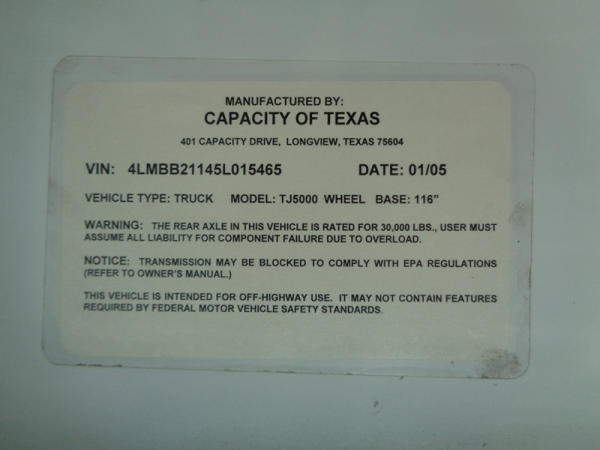 MANUFACTURED BY:
CAPACITY OF TEXAS
401 CAPACITY DRIVE, LONGVIEW, TEXAS 75604
VIN: 4LMBB21145L015465 DATE: 01/05
VEHICLE TYPE: TRUCK MODEL: TJ5000 WHEEL BASE: 116"
WARNING: THE REAR AXLE IN THIS VEHICLE IS RATED FOR 30,000 LBS., USER MUST
ASSUME ALL LIABILITY FOR COMPONENT FAILURE DUE TO OVERLOAD.
NOTICE: TRANSMISSION MAY BE BLOCKED TO COMPLY WITH EPA REGULATIONS
(REFER TO OWNER'S MANUAL.)
THIS VEHICLE IS INTENDED FOR OFF-HIGHWAY USE. IT MAY NOT CONTAIN FEATURES
REQUIRED BY FEDERAL MOTOR VEHICLE SAFETY STANDARDS.